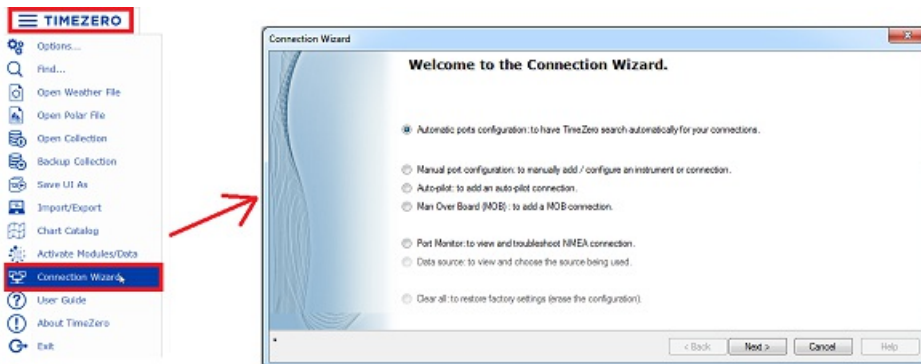 TIMEZERO
Options...
Find...
Open Weather File
Open Polar File
Open Collection
Backup Collection
Save UI As
Import/Export
Chart Catalog
Activate Modules/Data
Connection Wizard
User Guide
About TimeZero
Exit
Connection Wizard
Welcome to the Connection Wizard.
Automatic ports configuration: to have TimeZero search automatically for your connections.
Manual port configuration: to manually add / configure an instrument or connection.
Auto-pilot: to add an auto-pilot connection.
Man Over Board (MOB) : to add a MOB connection.
Port Monitor: to view and troubleshoot NMEA connection.
Data source: to view and choose the source being used.
Clear all: to restore factory settings (erase the configuration).
< Back
Next >
Cancel
Help